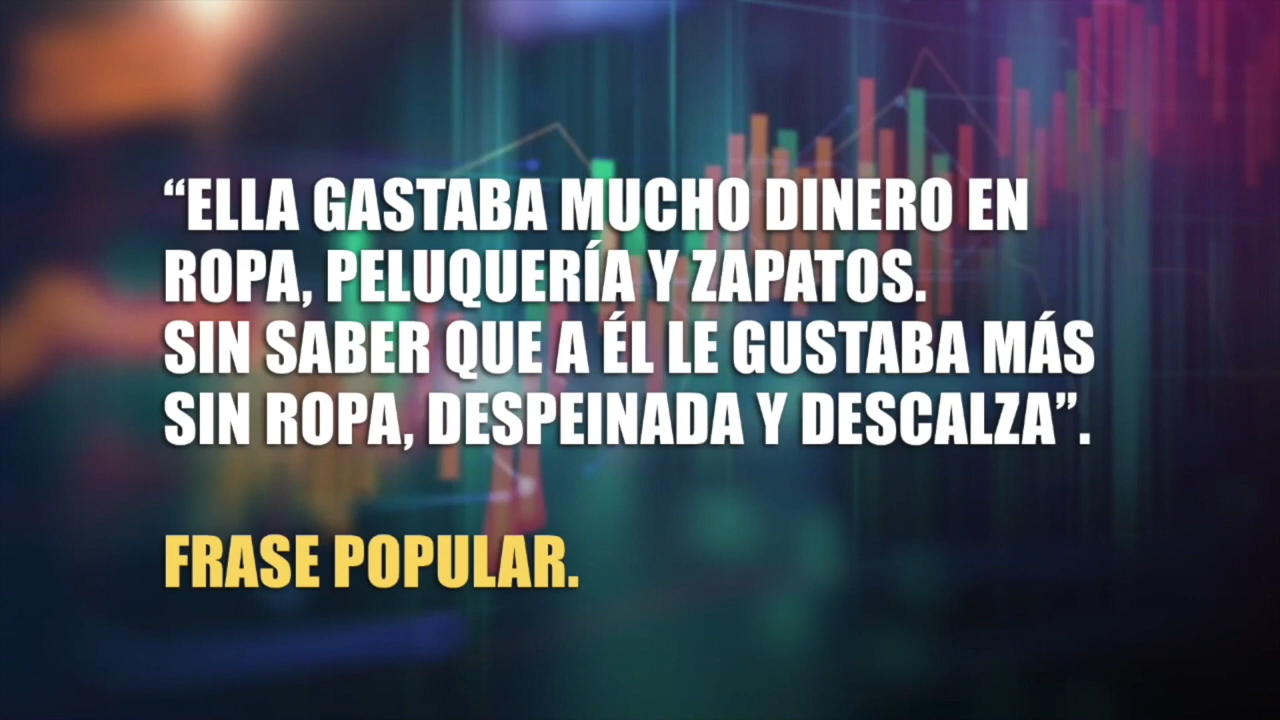 “ELLA GASTABA MUCHO DINERO EN
ROPA, PELUQUERÍA Y ZAPATOS.
SIN SABER QUE A ÉL LE GUSTABA MÁS
SIN ROPA, DESPEINADA Y DESCALZA”.
FRASE POPULAR.